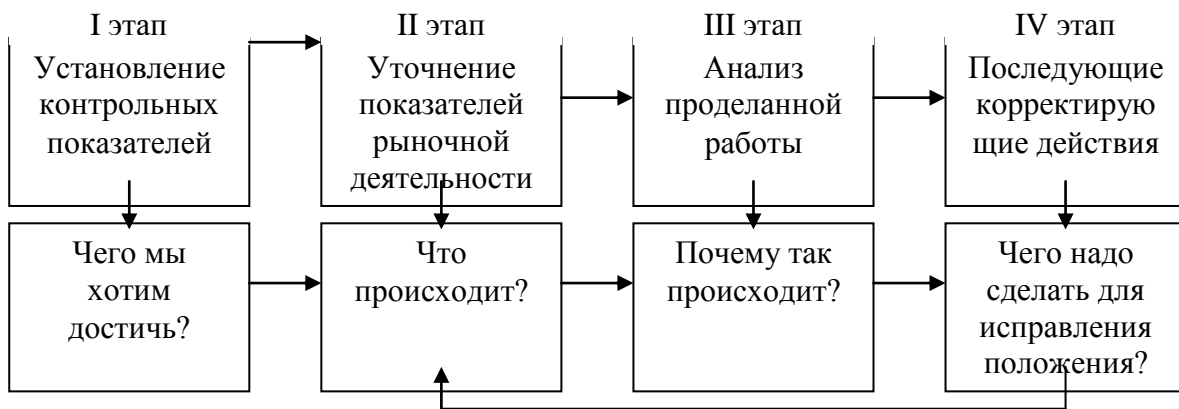 I этап
Установление
контрольных
показателей
II этап
Уточнение
показателей
рыночной
деятельности
III этап
Анализ
проделанной
работы
IV этап
Последующие
корректирую
щие действия
Чего мы
хотим
достичь?
Что
происходит?
Почему так
происходит?
Чего надо
сделать для
исправления
положения?